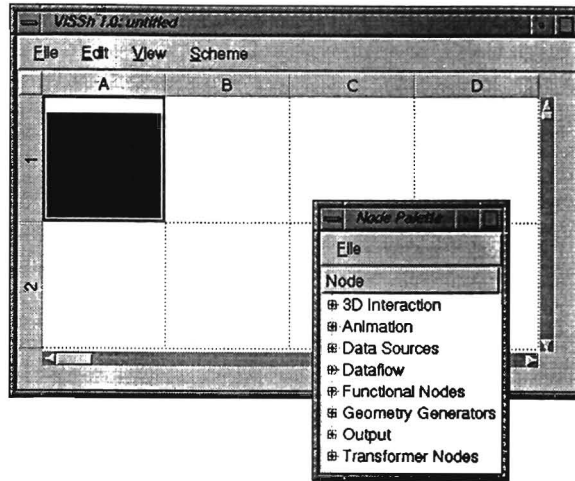 ViSSh 1.0: untitled
File Edit View Scheme
A B C D
1
2
Node Palette
File
Node
3D Interaction
Animation
Data Sources
Dataflow
Functional Nodes
Geometry Generators
Output
Transformer Nodes